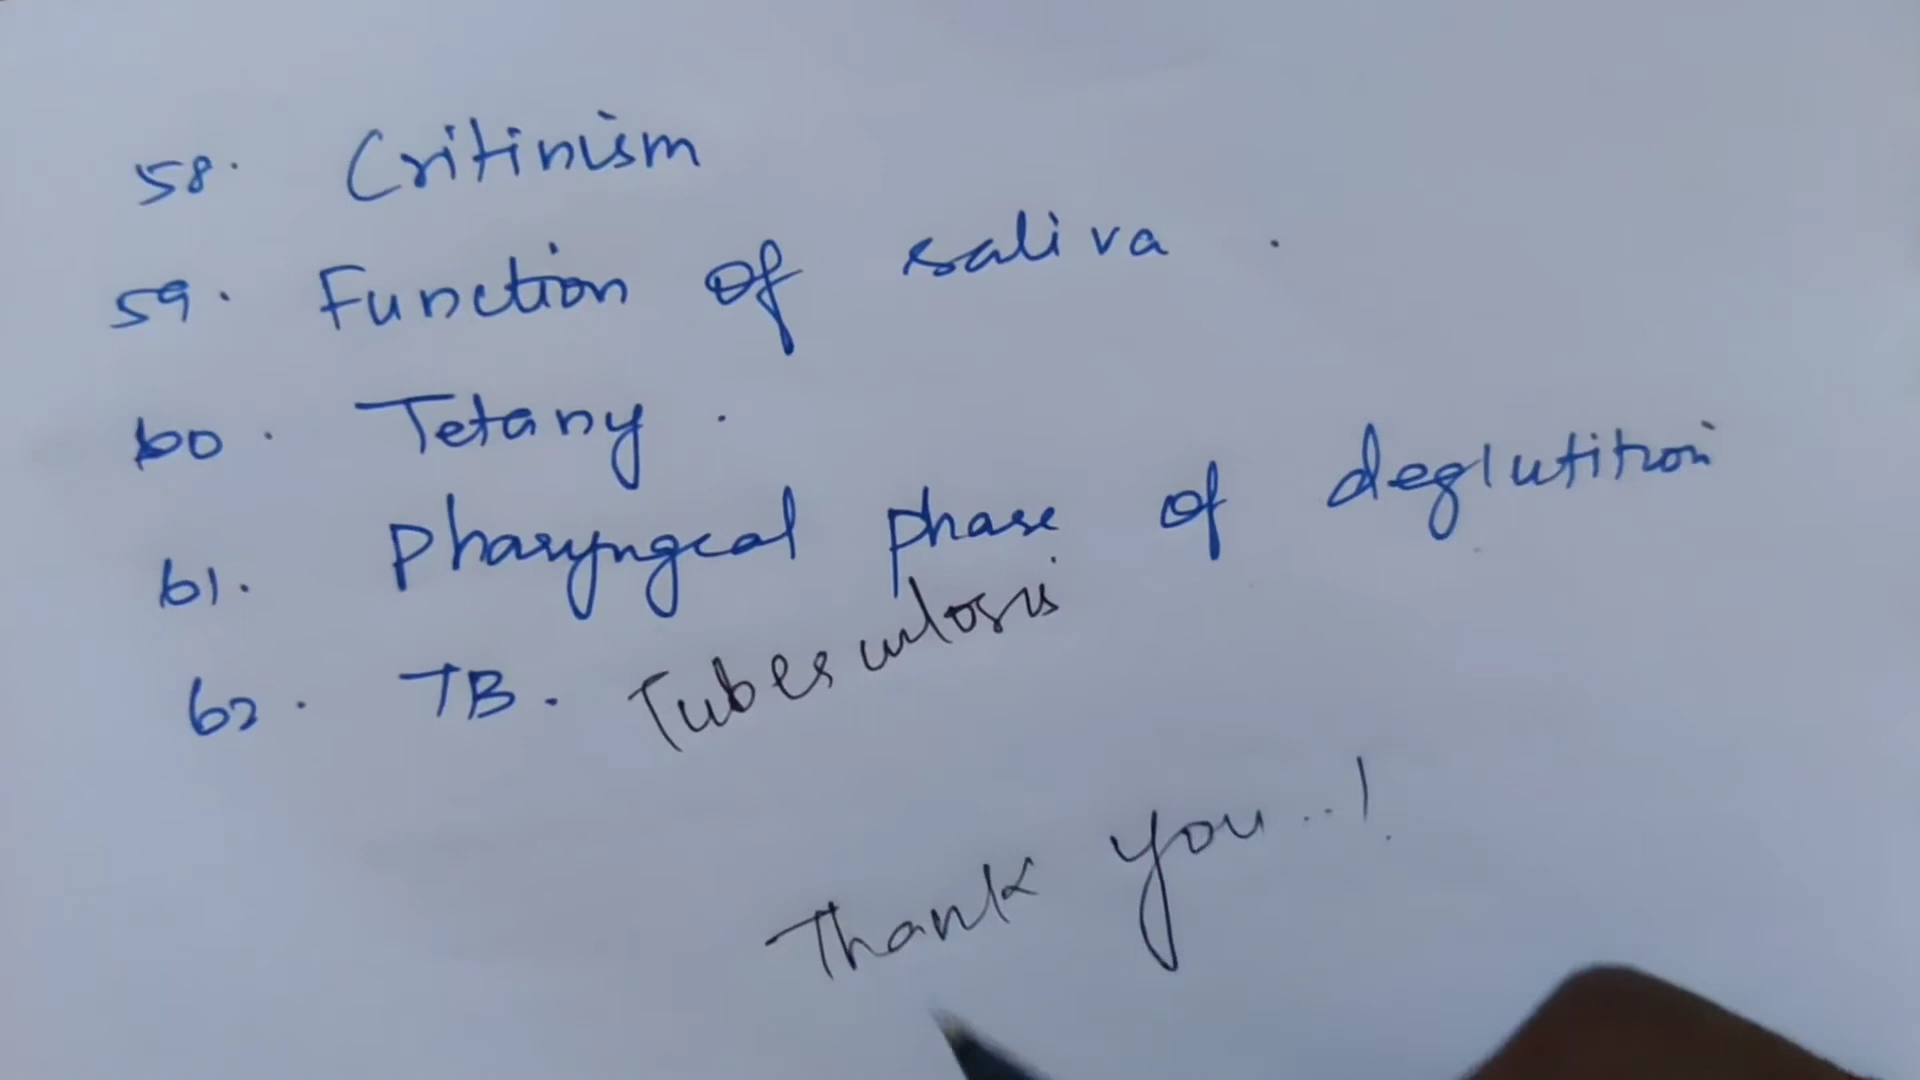 58. Critinism
59. Function of saliva.
60. Tetany.
61. Pharyngeal phase of deglutition
62. TB. Tuberculosis
Thank you..!